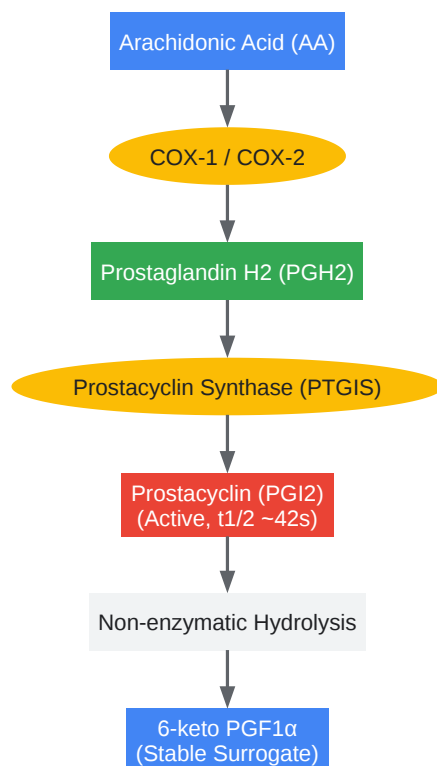 Arachidonic Acid (AA)
COX-1 / COX-2
Prostaglandin H2 (PGH2)
Prostacyclin Synthase (PTGIS)
Prostacyclin (PGI2)
(Active, t1/2 ~42s)
Non-enzymatic Hydrolysis
6-keto PGF1α
(Stable Surrogate)